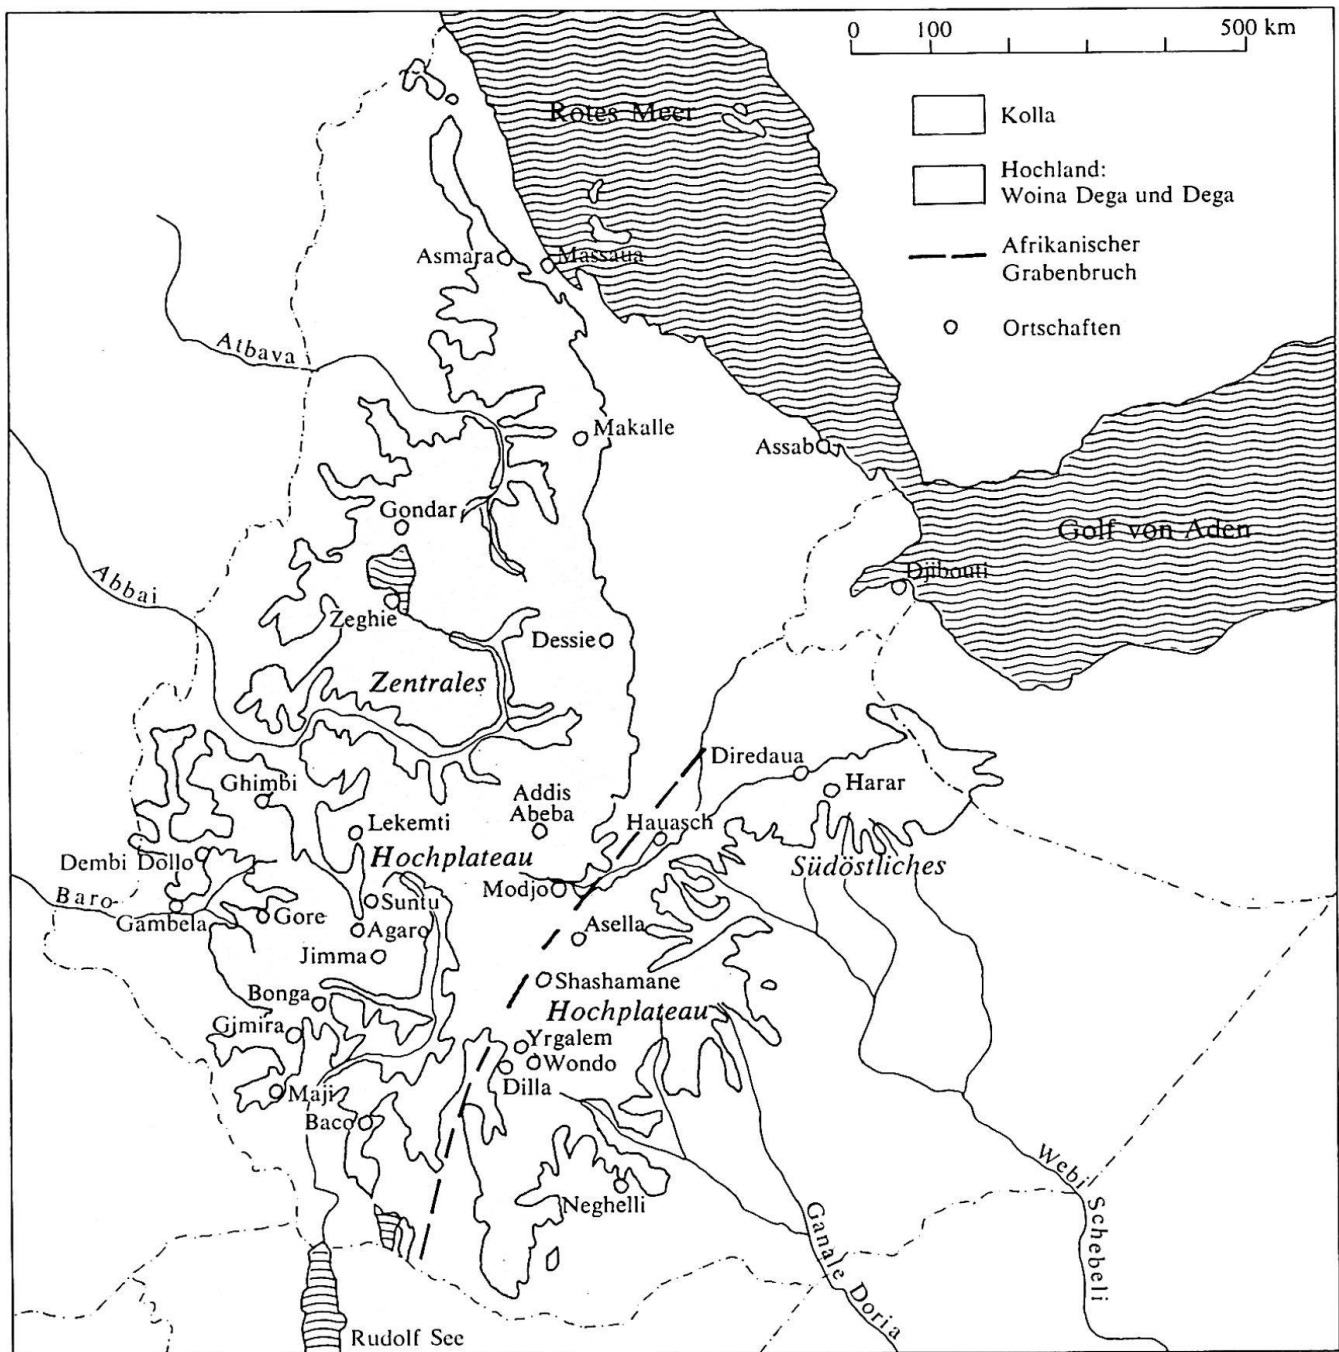 0 100 500 km
Rotes Meer
Kolla
Hochland:
Woina Dega und Dega
Afrikanischer
Grabenbruch
Ortschaften
Asmara
Massaua
Atbava
Makalle
Assab
Gondar
Golf von Aden
Abbai
Djibouti
Zeghie
Dessie
Zentrales
Diredaua
Ghimbi
Harar
Addis
Abeba
Lekemti
Hauasch
Hochplateau
Südöstliches
Dembi Dollo
Modjo
Baro
Suntu
Gambela
Gore
Agaro
Asella
Jimma
Shashamane
Bonga
Hochplateau
Gimira
Yrgalem
Wondo
Dilla
Maji
Baco
Webi Schebeli
Neghelli
Ganale Doria
Rudolf See